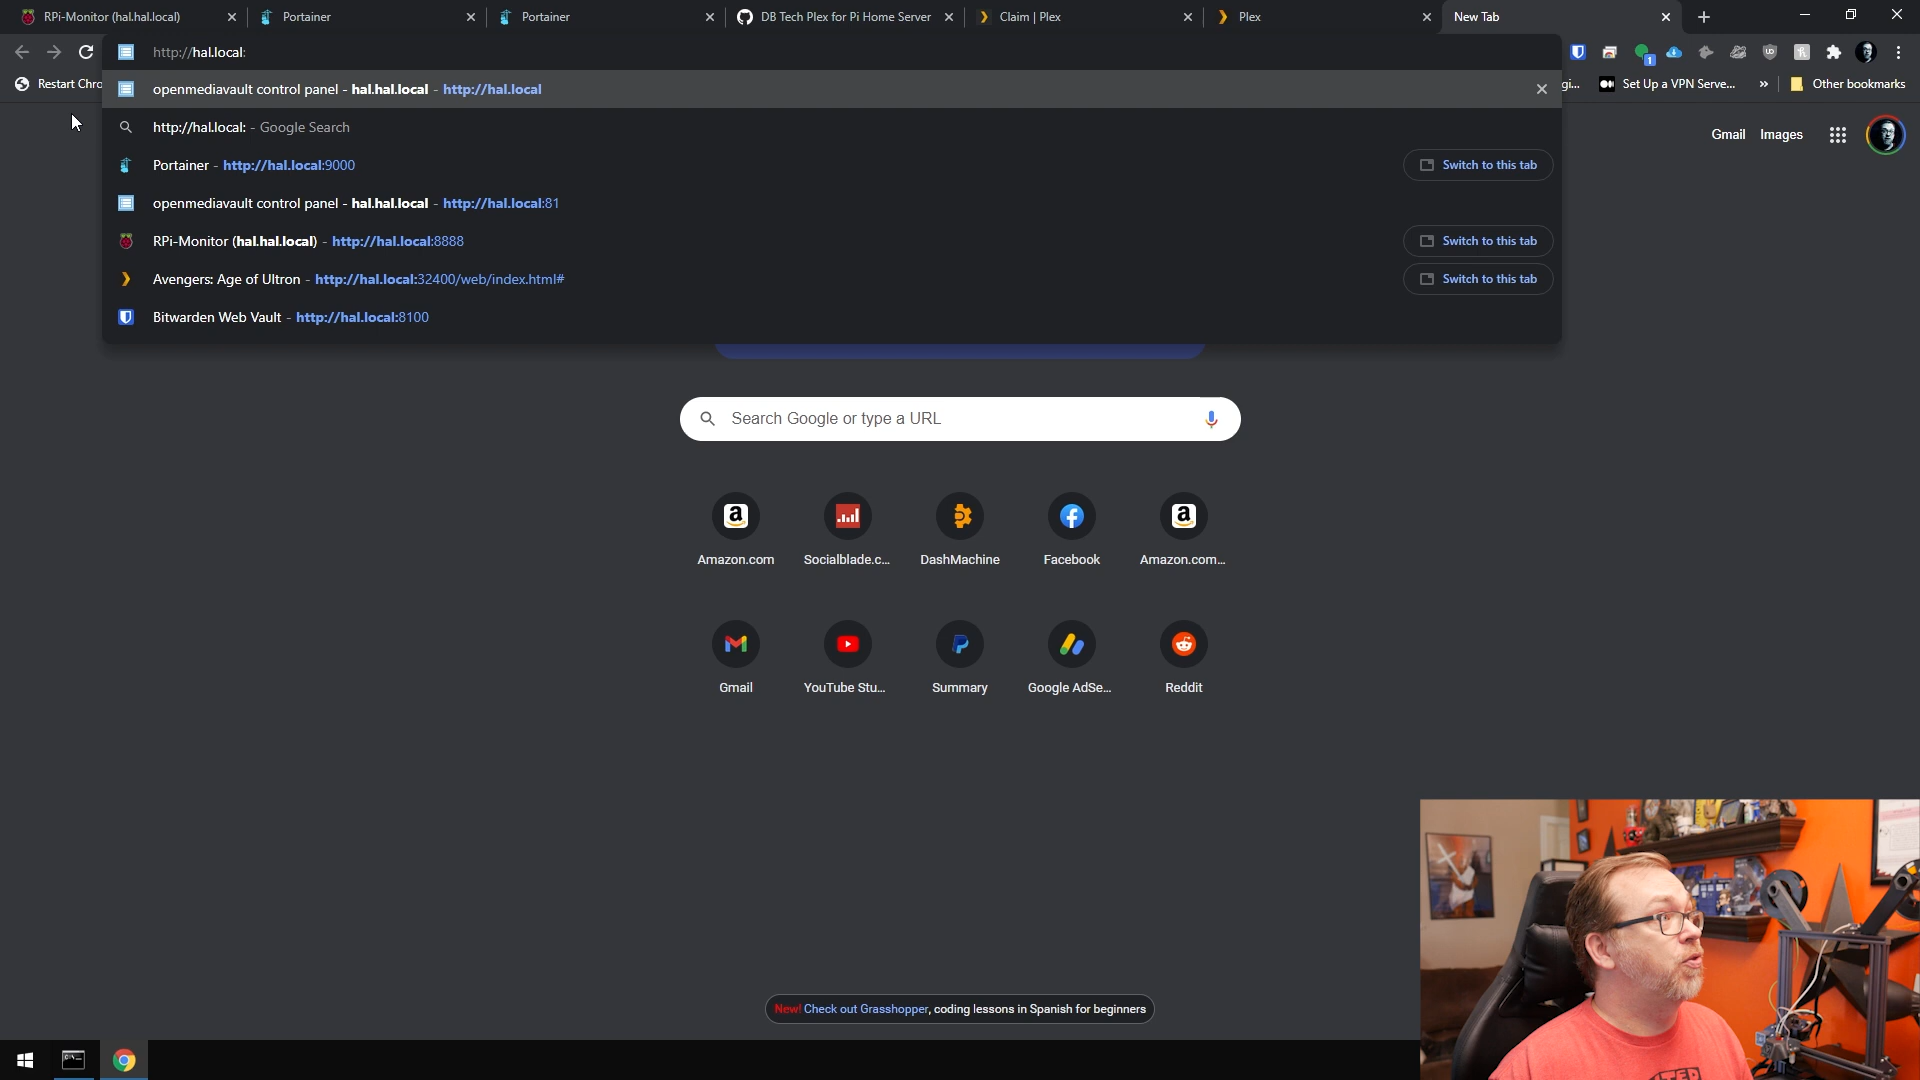 RPi-Monitor (hal.hal.local)
Portainer
Portainer
DB Tech Plex for Pi Home Server
Claim | Plex
Plex
New Tab
http://hal.local:
Restart Chro
openmediavault control panel - hal.hal.local - http://hal.local
gi...
Set Up a VPN Serve...
»
Other bookmarks
http://hal.local: - Google Search
Gmail
Images
Portainer - http://hal.local:9000
Switch to this tab
openmediavault control panel - hal.hal.local - http://hal.local:81
RPi-Monitor (hal.hal.local) - http://hal.local:8888
Switch to this tab
Avengers: Age of Ultron - http://hal.local:32400/web/index.html#
Switch to this tab
Bitwarden Web Vault - http://hal.local:8100
Search Google or type a URL
Amazon.com
Socialblade.c...
DashMachine
Facebook
Amazon.com...
Gmail
YouTube Stu...
Summary
Google AdSe...
Reddit
New! Check out Grasshopper, coding lessons in Spanish for beginners